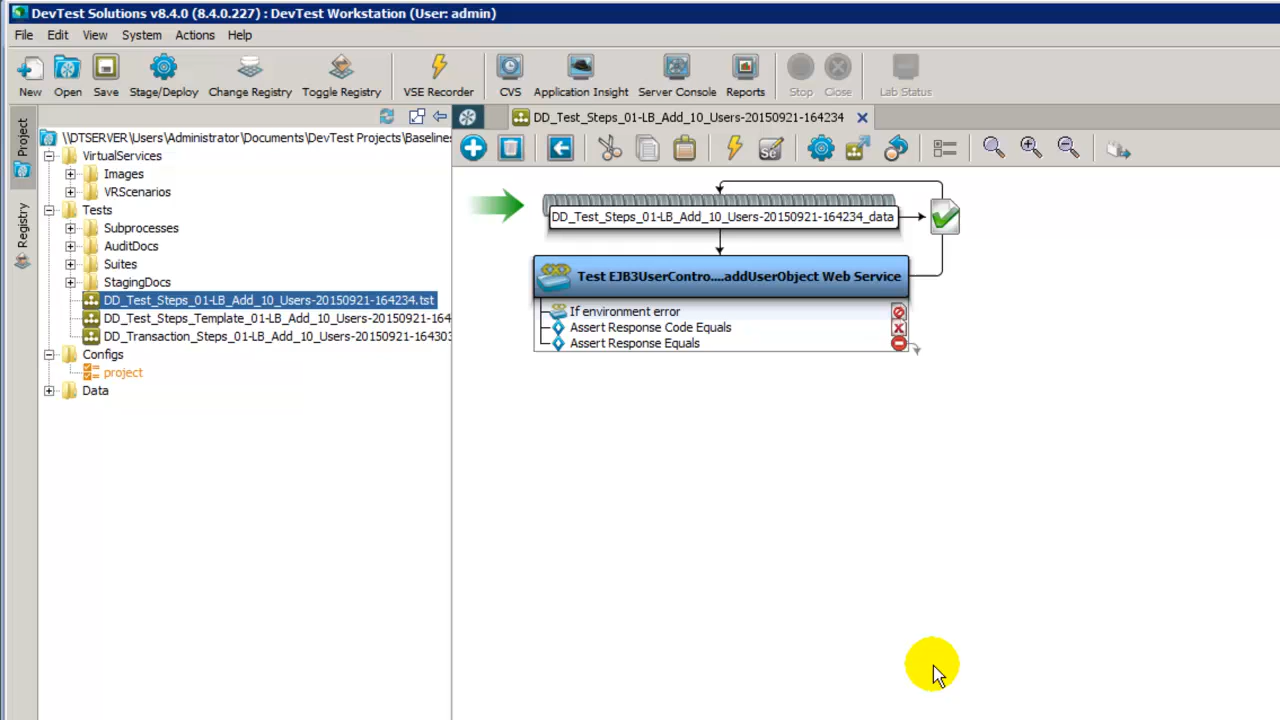 DevTest Solutions v8.4.0 (8.4.0.227) : DevTest Workstation (User: admin)
File Edit View System Actions Help
New Open Save Stage/Deploy Change Registry Toggle Registry VSE Recorder CVS Application Insight Server Console Reports Stop Close Lab Status
Project
Registry
\\DTSERVER\Users\Administrator\Documents\DevTest Projects\Baselines
VirtualServices
Images
VRScenarios
Tests
Subprocesses
AuditDocs
Suites
StagingDocs
DD_Test_Steps_01-LB_Add_10_Users-20150921-164234.tst
DD_Test_Steps_Template_01-LB_Add_10_Users-20150921-164
DD_Transaction_Steps_01-LB_Add_10_Users-20150921-164303
Configs
project
Data
DD_Test_Steps_01-LB_Add_10_Users-20150921-164234
Se
DD_Test_Steps_01-LB_Add_10_Users-20150921-164234_data
Test EJB3UserContro....addUserObject Web Service
If environment error
Assert Response Code Equals
Assert Response Equals